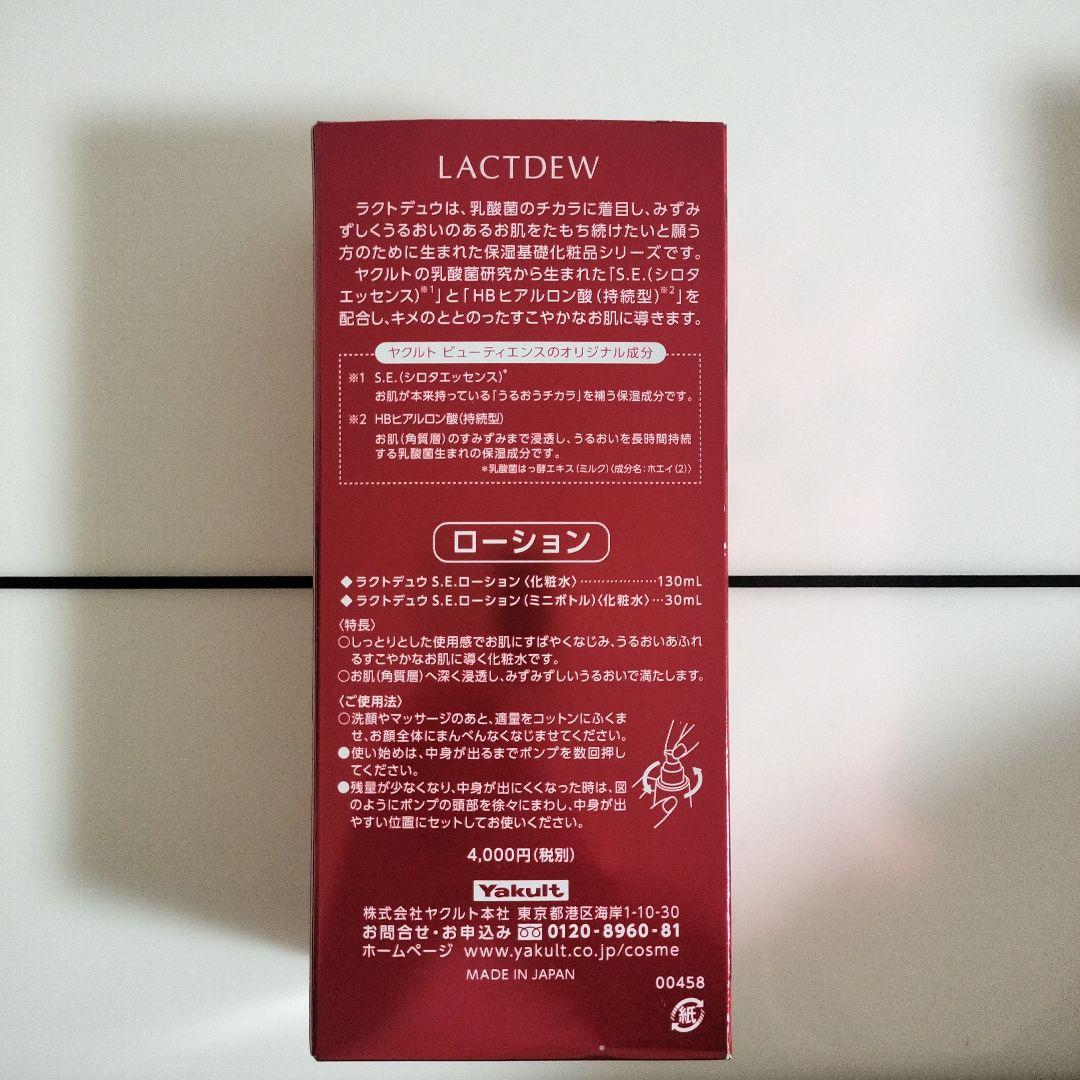 LACTDEW
ラクトデュウは、乳酸菌のチカラに着目し、みずみ
ずしくうるおいのあるお肌をたもち続けたいと願う
方のために生まれた保湿基礎化粧品シリーズです。
ヤクルトの乳酸菌研究から生まれた「S.E.(シロタ
エッセンス)※1」と「HBヒアルロン酸(持続型)※2」を
配合し、キメのととのったすこやかなお肌に導きます。
ヤクルト ビューティエンスのオリジナル成分
※1 S.E.(シロタエッセンス)*
お肌が本来持っている「うるおうチカラ」を補う保湿成分です。
※2 HBヒアルロン酸(持続型)
お肌(角質層)のすみずみまで浸透し、うるおいを長時間持続
する乳酸菌生まれの保湿成分です。
*乳酸菌はっ酵エキス(ミルク)〈成分名:ホエイ(2)〉
ローション
◆ラクトデュウ S.E.ローション〈化粧水〉………………130mL
◆ラクトデュウ S.E.ローション(ミニボトル)〈化粧水〉…30mL
〈特長〉
○しっとりとした使用感でお肌にすばやくなじみ、うるおいあふれ
るすこやかなお肌に導く化粧水です。
○お肌(角質層)へ深く浸透し、みずみずしいうるおいで満たします。
〈ご使用法〉
○洗顔やマッサージのあと、適量をコットンにふくま
せ、お顔全体にまんべんなくなじませてください。
●使い始めは、中身が出るまでポンプを数回押し
てください。
●残量が少なくなり、中身が出にくくなった時は、図
のようにポンプの頭部を徐々にまわし、中身が出
やすい位置にセットしてお使いください。
4,000円(税別)
Yakult
株式会社ヤクルト本社 東京都港区海岸1-10-30
お問合せ・お申込み 0120-8960-81
ホームページ www.yakult.co.jp/cosme
MADE IN JAPAN
00458
紙